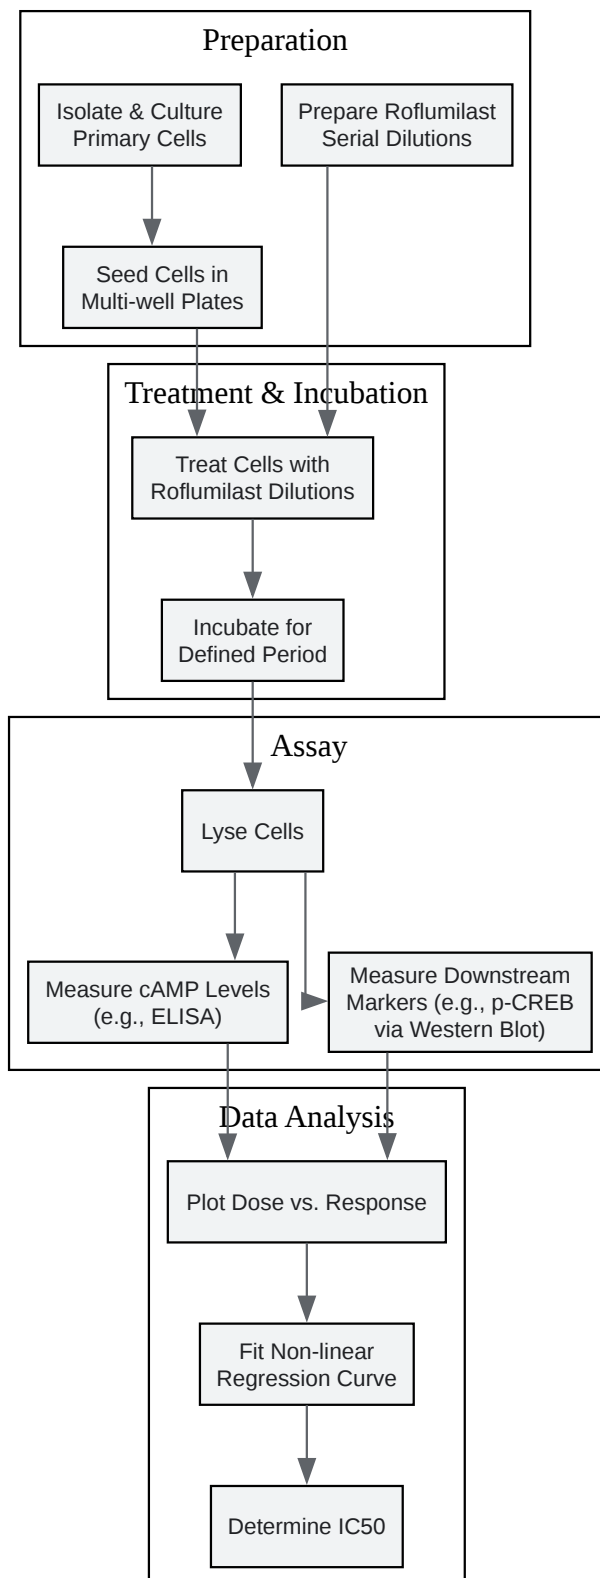 Preparation
Isolate & Culture
Primary Cells
Prepare Roflumilast
Serial Dilutions
Seed Cells in
Multi-well Plates
Treatment & Incubation
Treat Cells with
Roflumilast Dilutions
Incubate for
Defined Period
Assay
Lyse Cells
Measure cAMP Levels
(e.g., ELISA)
Measure Downstream
Markers (e.g., p-CREB
via Western Blot)
Data Analysis
Plot Dose vs. Response
Fit Non-linear
Regression Curve
Determine IC50